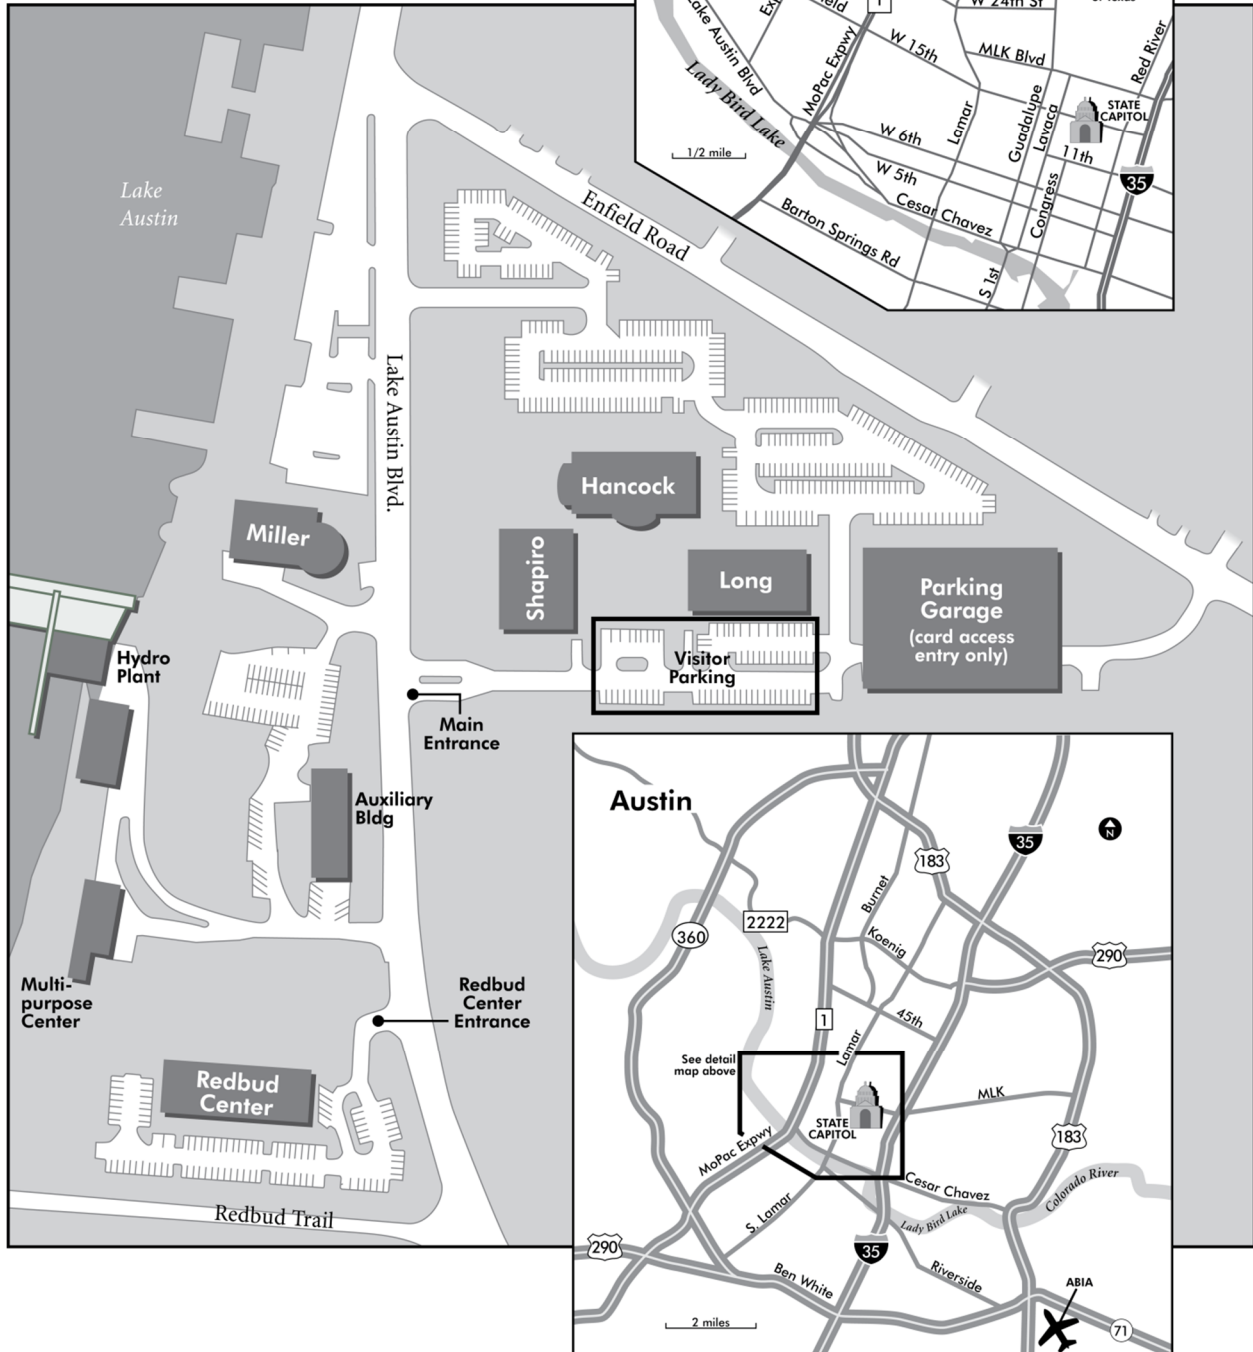 Exp
field
1
W 24th St
Lake Austin Blvd
MoPac Expwy
W 15th
MLK Blvd
Red River
Lady Bird Lake
Lamar
Guadalupe
Lavaca
STATE
CAPITOL
1/2 mile
W 6th
11th
W 5th
35
Cesar Chavez
Congress
Barton Springs Rd
S 1st
Lake
Austin
Enfield Road
Lake Austin Blvd.
Hancock
Miller
Shapiro
Long
Parking
Garage
(card access
entry only)
Hydro
Plant
Visitor
Parking
Main
Entrance
Auxiliary
Bldg
Multi-
purpose
Center
Redbud
Center
Entrance
Redbud
Center
Redbud Trail
Austin
N
35
183
Burnet
2222
360
Koenig
290
Lake Austin
1
45th
Lamar
See detail
map above
MLK
STATE
CAPITOL
183
MoPac Expwy
Cesar Chavez
Colorado River
S. Lamar
Lady Bird Lake
290
35
Ben White
Riverside
ABIA
2 miles
71